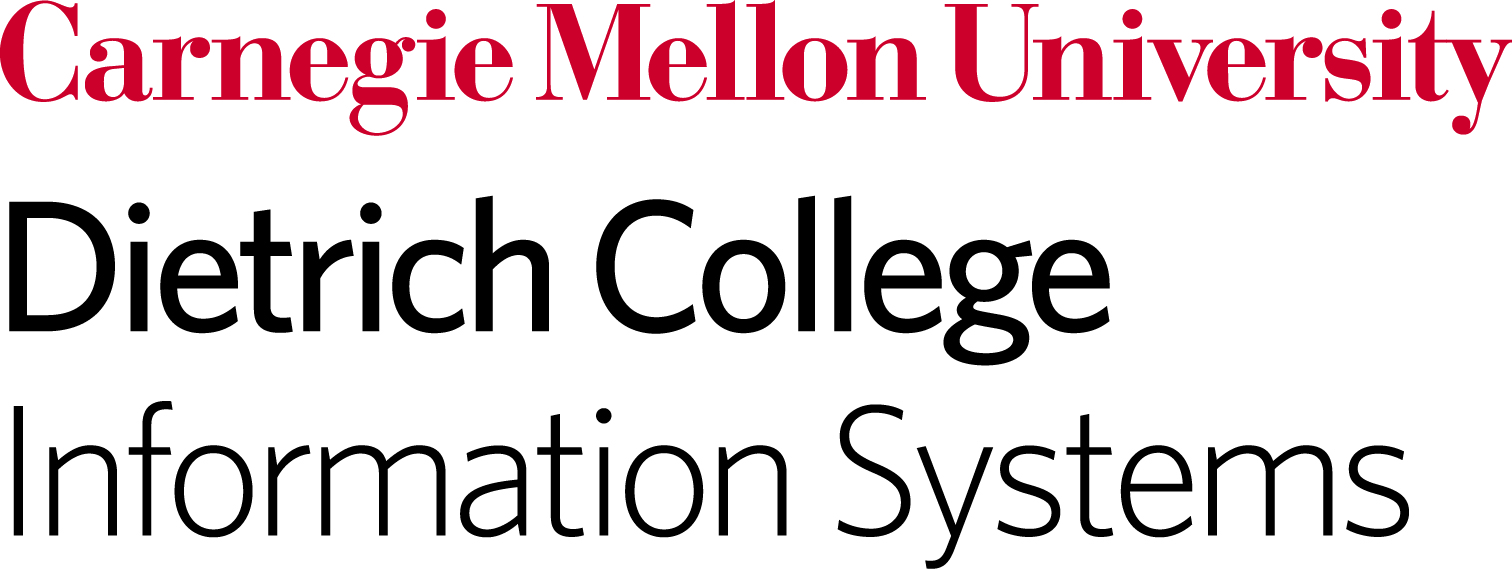 Carnegie Mellon University
Dietrich College
Information Systems